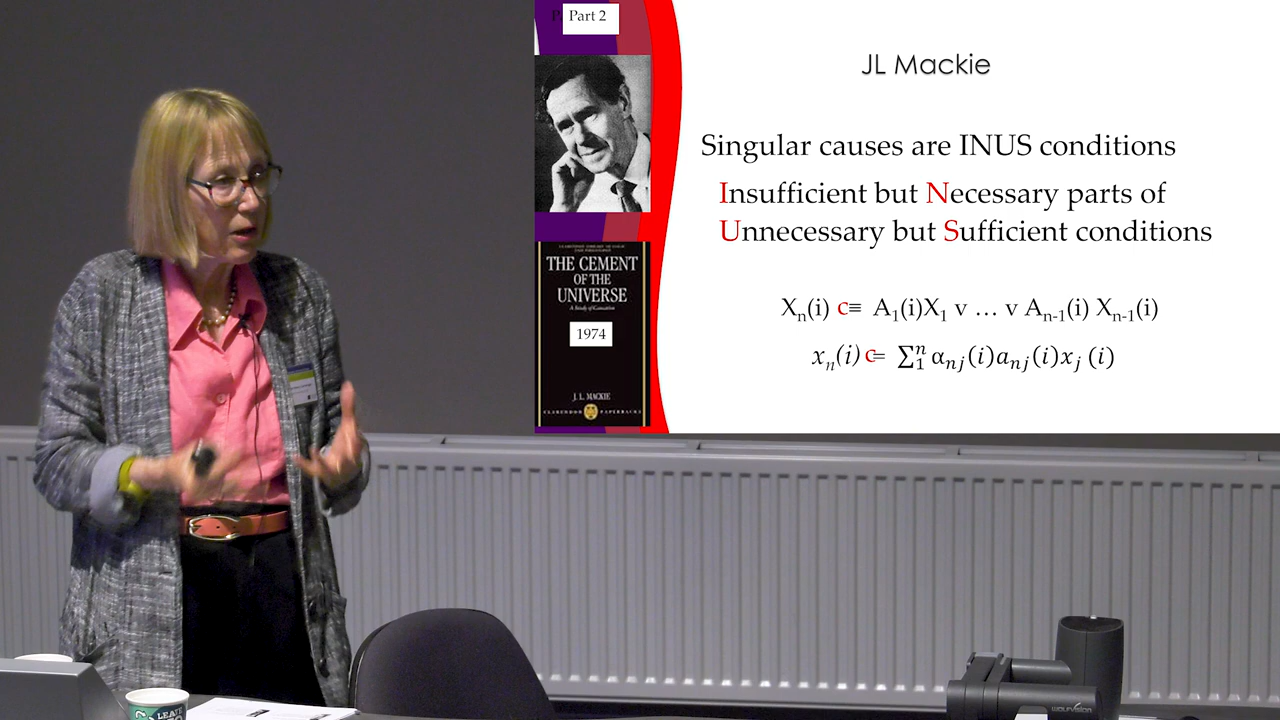 Part 2
JL Mackie
Singular causes are INUS conditions
Insufficient but Necessary parts of
Unnecessary but Sufficient conditions
Xₙ(i) c≡ A₁(i)X₁ v … v Aₙ₋₁(i) Xₙ₋₁(i)
xₙ(i) c= ∑₁ⁿ αₙⱼ(i)aₙⱼ(i)xⱼ (i)
THE CEMENT
OF THE
UNIVERSE
A Study of Causation
1974
J. L. MACKIE
CLARENDON PAPERBACKS
LEAVE
WOLFVISION